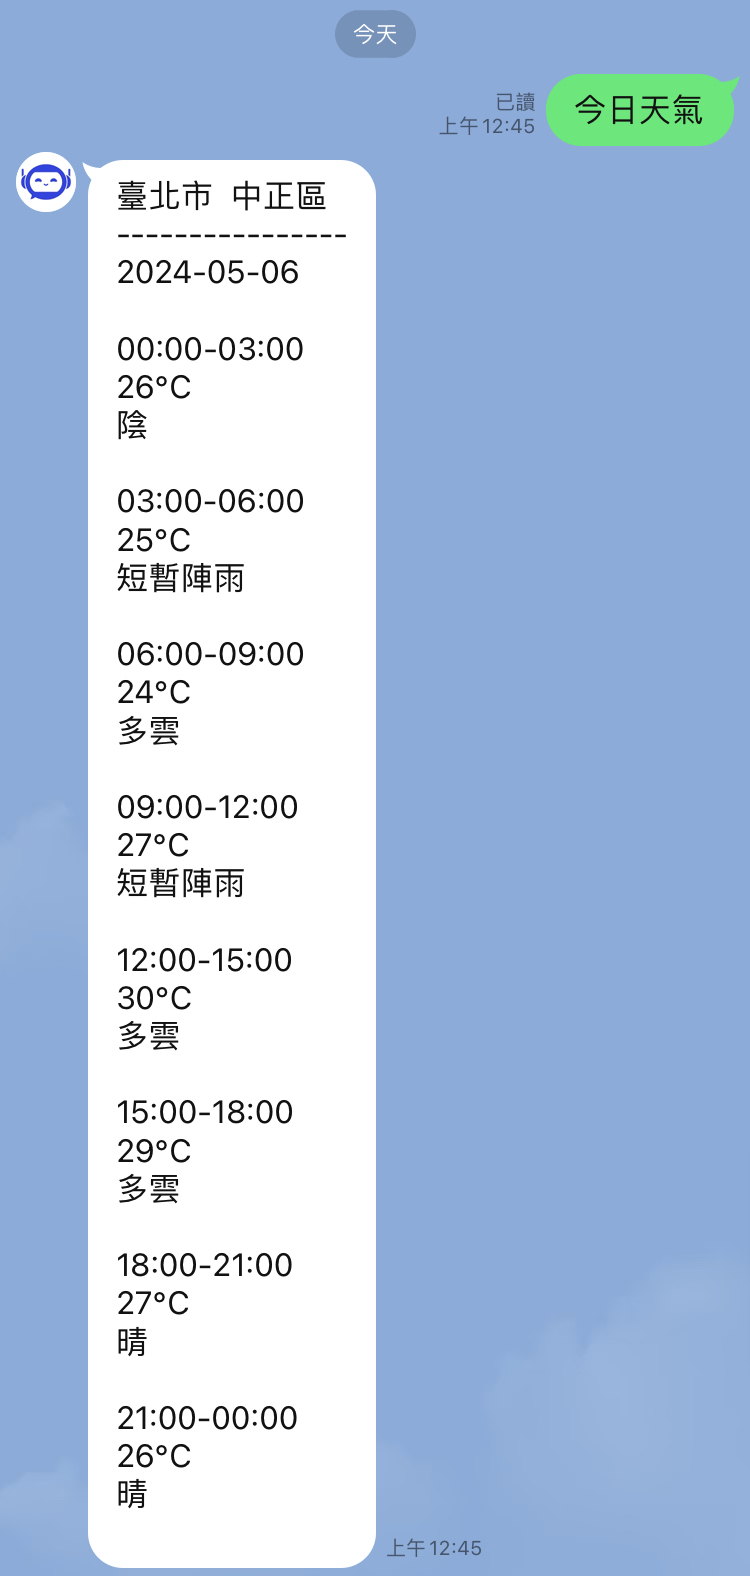 今天
今日天氣
已讀
上午 12:45
臺北市 中正區
----------------
2024-05-06
00:00-03:00
26°C
陰
03:00-06:00
25°C
短暫陣雨
06:00-09:00
24°C
多雲
09:00-12:00
27°C
短暫陣雨
12:00-15:00
30°C
多雲
15:00-18:00
29°C
多雲
18:00-21:00
27°C
晴
21:00-00:00
26°C
晴
上午 12:45